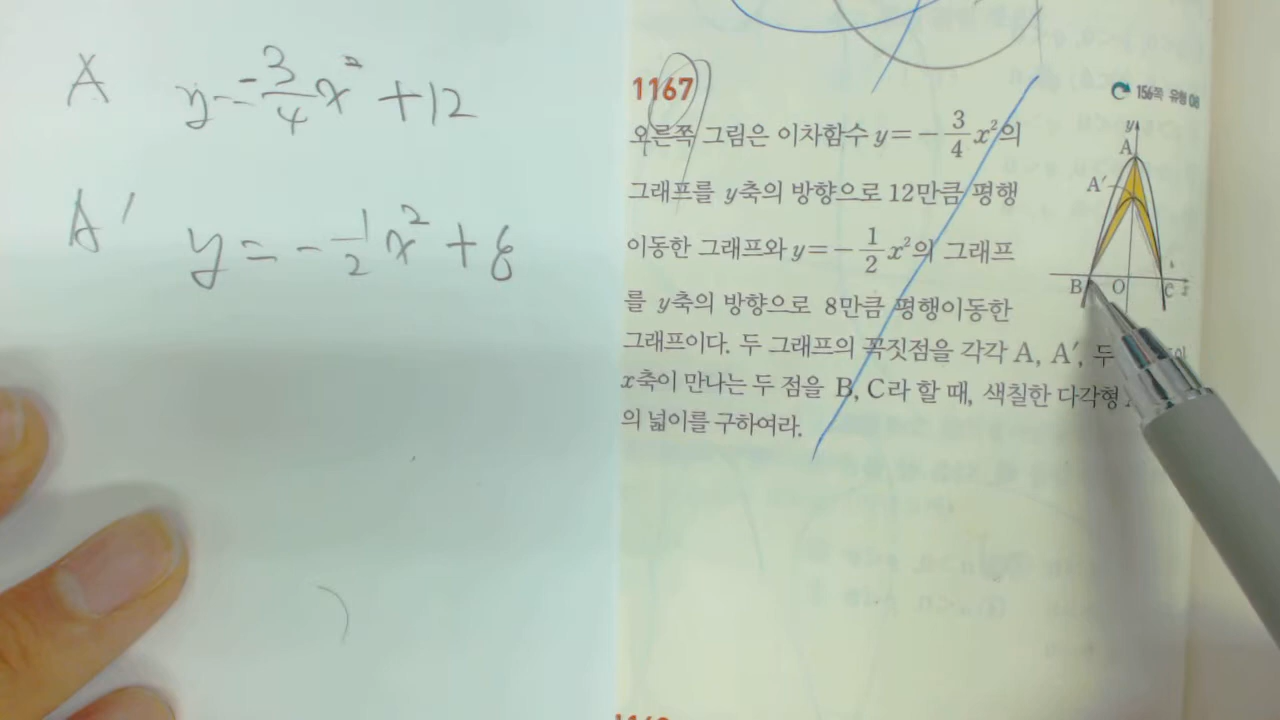 A y=-3/4x²+12
A′ y=-1/2x²+8
1167
156쪽 유형 08
오른쪽 그림은 이차함수 y=-3/4x²의
그래프를 y축의 방향으로 12만큼 평행
이동한 그래프와 y=-1/2x²의 그래프
를 y축의 방향으로 8만큼 평행이동한
그래프이다. 두 그래프의 꼭짓점을 각각 A, A′, 두
x축이 만나는 두 점을 B, C라 할 때, 색칠한 다각형
의 넓이를 구하여라.
y
A
A′
B O C x